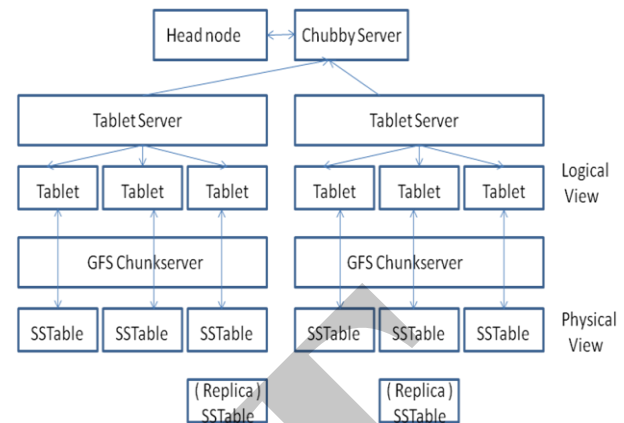 Head node
Chubby Server
Tablet Server
Tablet Server
Tablet
Tablet
Tablet
Tablet
Tablet
Tablet
Logical
View
GFS Chunkserver
GFS Chunkserver
SSTable
SSTable
SSTable
SSTable
SSTable
SSTable
Physical
View
( Replica )
SSTable
( Replica )
SSTable